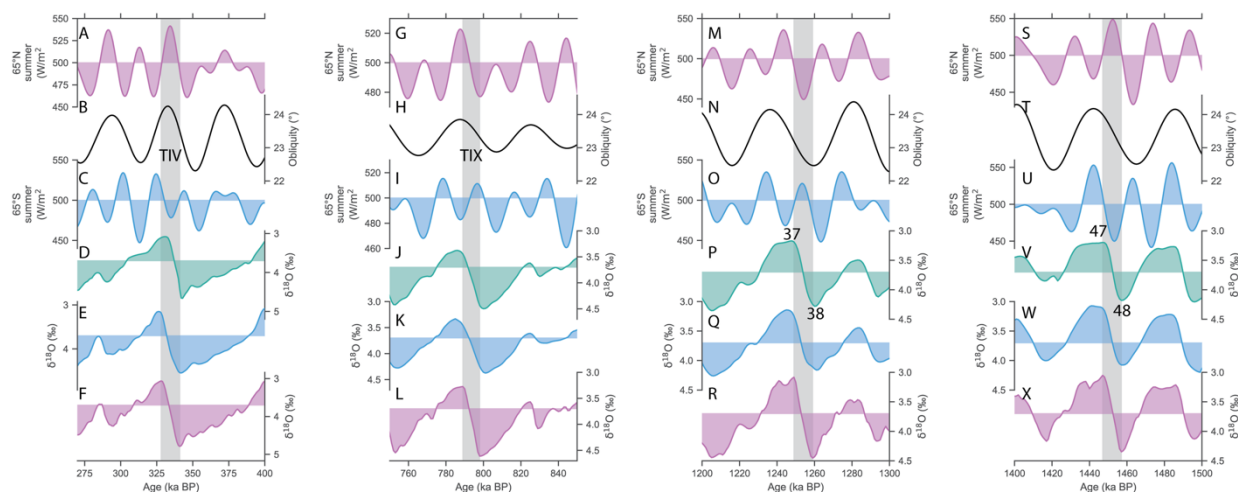 A
550
525
500
475
450
65°N
summer
(W/m²)
B
24
23
22
Obliquity (°)
TIV
C
550
500
450
65°S
summer
(W/m²)
D
3
4
5
δ¹⁸O (‰)
E
3
4
δ¹⁸O (‰)
F
3
4
5
δ¹⁸O (‰)
275 300 325 350 375 400
Age (ka BP)
G
520
500
480
65°N
summer
(W/m²)
H
24
23
22
Obliquity (°)
TIX
I
520
500
480
460
65°S
summer
(W/m²)
J
3.0
3.5
4.0
4.5
δ¹⁸O (‰)
K
3.0
3.5
4.0
4.5
δ¹⁸O (‰)
L
3.0
3.5
4.0
4.5
δ¹⁸O (‰)
760 780 800 820 840
Age (ka BP)
M
550
500
450
65°N
summer
(W/m²)
N
24
23
22
Obliquity (°)
O
550
500
450
65°S
summer
(W/m²)
37
P
3.0
3.5
4.0
4.5
δ¹⁸O (‰)
38
Q
3.0
3.5
4.0
4.5
δ¹⁸O (‰)
R
3.0
3.5
4.0
4.5
δ¹⁸O (‰)
1200 1220 1240 1260 1280 1300
Age (ka BP)
S
550
500
450
65°N
summer
(W/m²)
T
24
23
22
Obliquity (°)
U
550
500
450
65°S
summer
(W/m²)
47
V
3.0
3.5
4.0
4.5
δ¹⁸O (‰)
48
W
3.0
3.5
4.0
4.5
δ¹⁸O (‰)
X
3.0
3.5
4.0
4.5
δ¹⁸O (‰)
1400 1420 1440 1460 1480 1500
Age (ka BP)